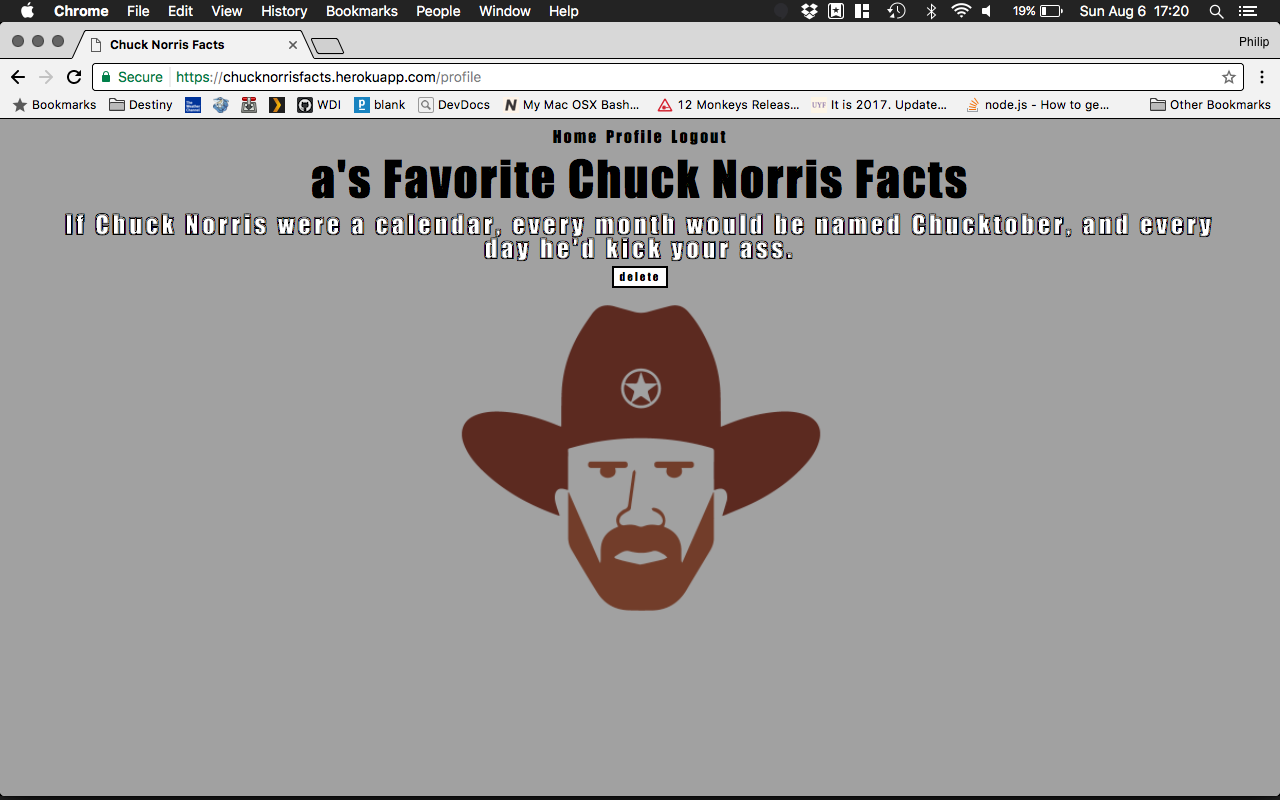 Chrome File Edit View History Bookmarks People Window Help 19% Sun Aug 6 17:20
Chuck Norris Facts Philip
Secure https://chucknorrisfacts.herokuapp.com/profile
Bookmarks Destiny WDI blank DevDocs My Mac OSX Bash... 12 Monkeys Releas... UYF It is 2017. Update... node.js - How to ge... Other Bookmarks
Home Profile Logout
a's Favorite Chuck Norris Facts
If Chuck Norris were a calendar, every month would be named Chucktober, and every
day he'd kick your ass.
delete